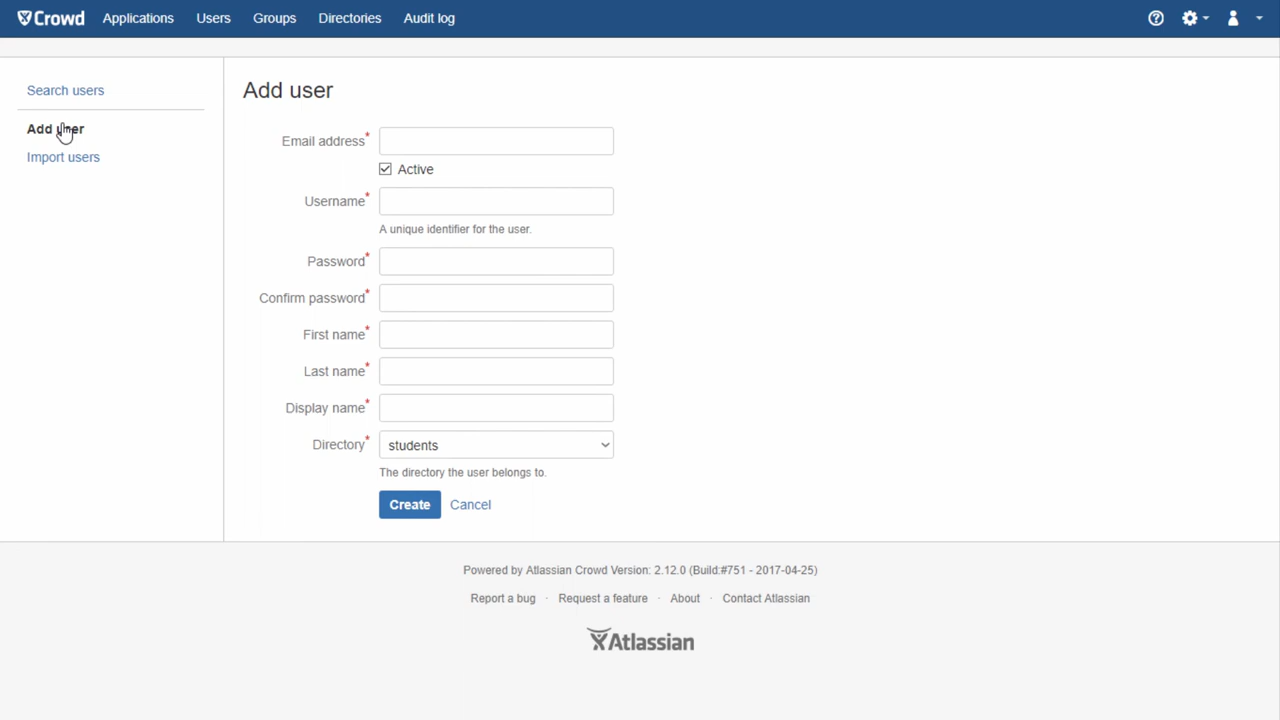 Crowd Applications Users Groups Directories Audit log
Search users
Add user
Import users
Add user
Email address*
Active
Username*
A unique identifier for the user.
Password*
Confirm password*
First name*
Last name*
Display name*
Directory* students
The directory the user belongs to.
Create Cancel
Powered by Atlassian Crowd Version: 2.12.0 (Build:#751 - 2017-04-25)
Report a bug · Request a feature · About · Contact Atlassian
Atlassian